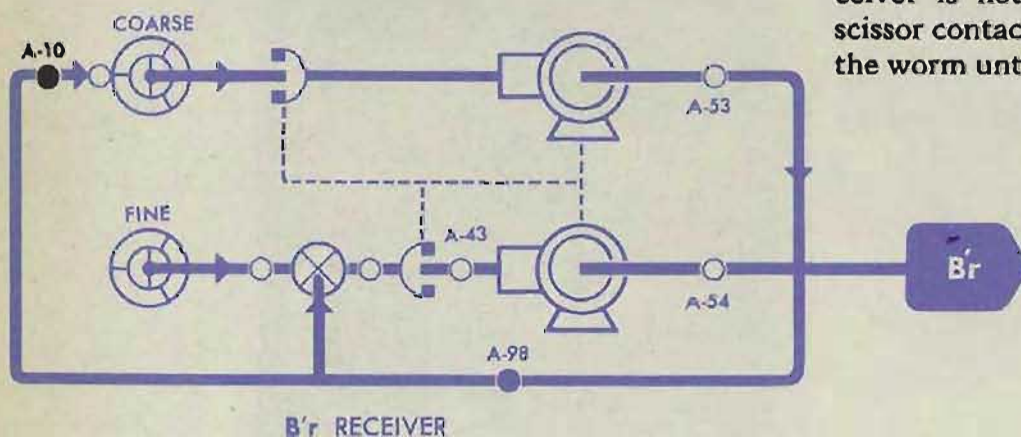 scissor contac
the worm unt
COARSE
A-10
A-53
FINE
A-43
B'r
A-54
A-98
B'r RECEIVER